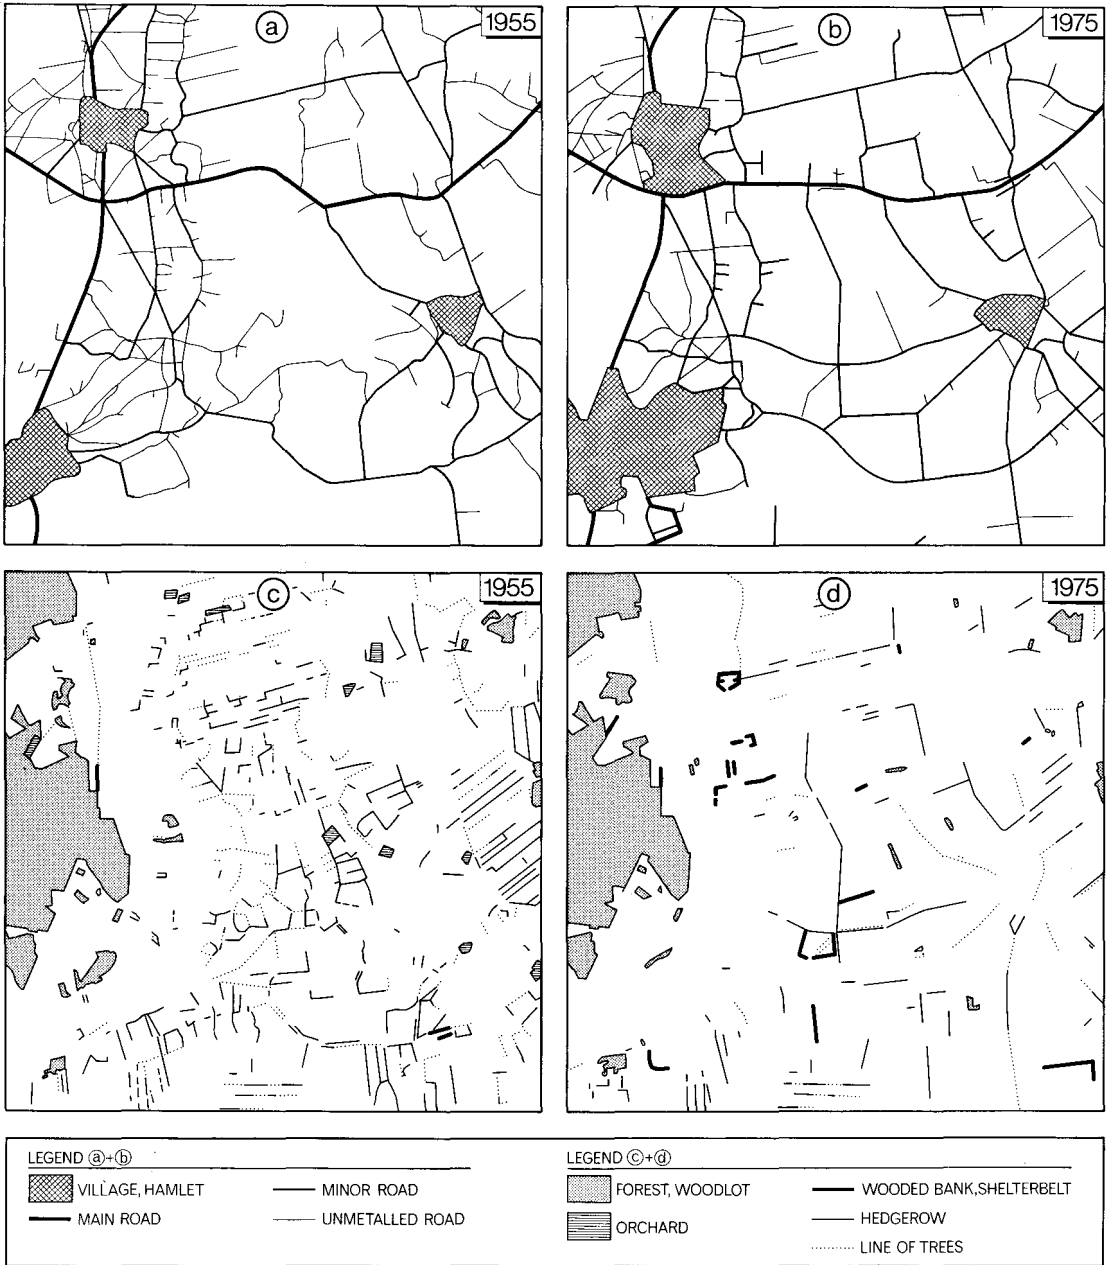 a
1955
b
1975
c
1955
d
1975
LEGEND a+b
VILLAGE, HAMLET
MINOR ROAD
MAIN ROAD
UNMETALLED ROAD
LEGEND c+d
FOREST, WOODLOT
WOODED BANK, SHELTERBELT
ORCHARD
HEDGEROW
LINE OF TREES